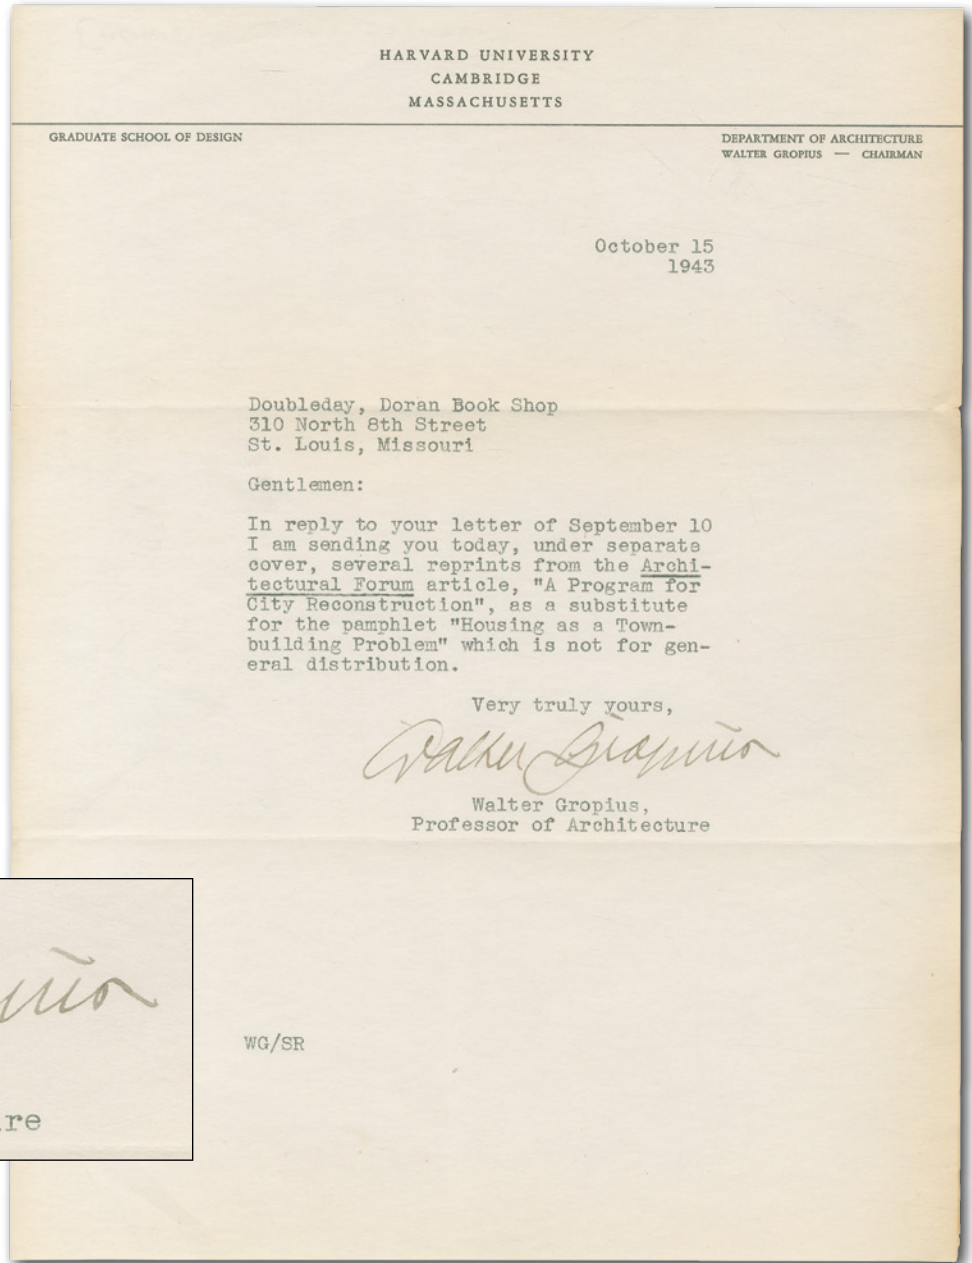 HARVARD UNIVERSITY
CAMBRIDGE
MASSACHUSETTS
GRADUATE SCHOOL OF DESIGN
DEPARTMENT OF ARCHITECTURE
WALTER GROPIUS — CHAIRMAN
October 15
1943
Doubleday, Doran Book Shop
310 North 8th Street
St. Louis, Missouri
Gentlemen:
In reply to your letter of September 10
I am sending you today, under separate
cover, several reprints from the Archi-
tectural Forum article, "A Program for
City Reconstruction", as a substitute
for the pamphlet "Housing as a Town-
building Problem" which is not for gen-
eral distribution.
Very truly yours,
Walter Gropius
Walter Gropius,
Professor of Architecture
WG/SR
re